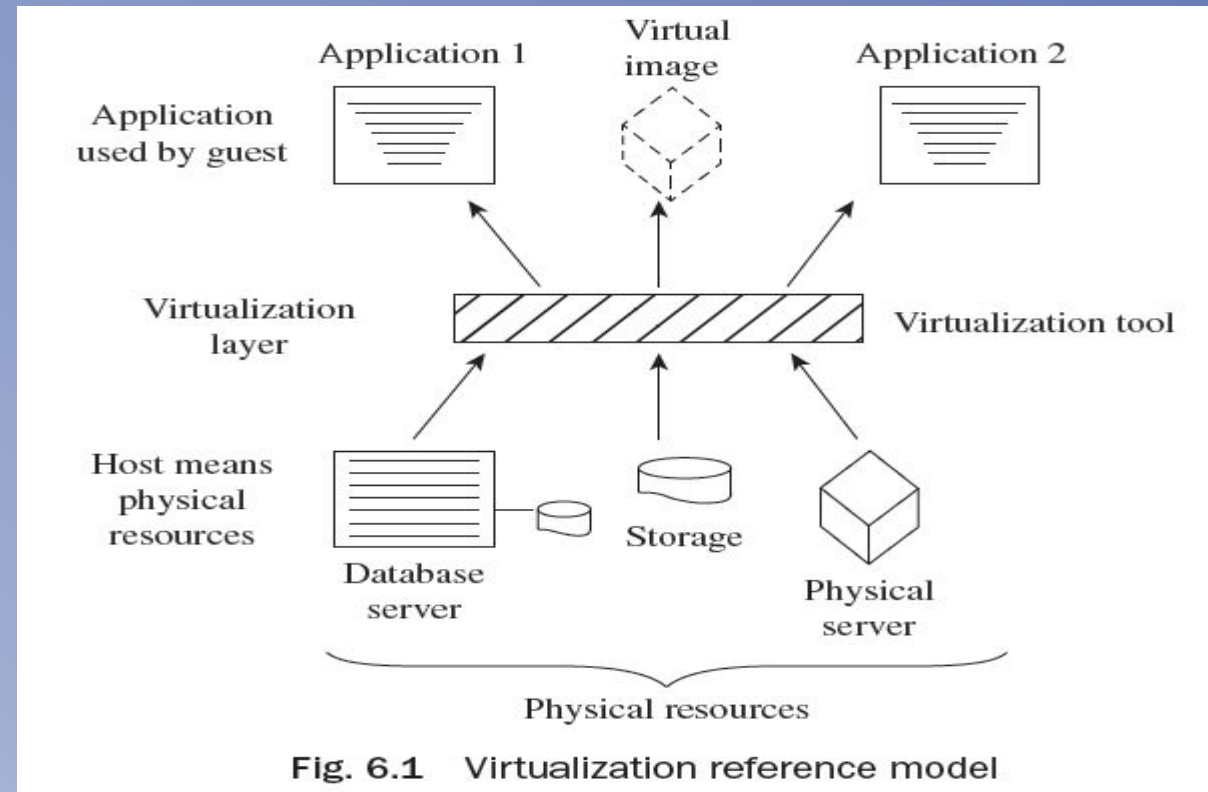 Application 1
Virtual
image
Application 2
Application
used by guest
Virtualization
layer
Virtualization tool
Host means
physical
resources
Database
server
Storage
Physical
server
Physical resources
Fig. 6.1 Virtualization reference model